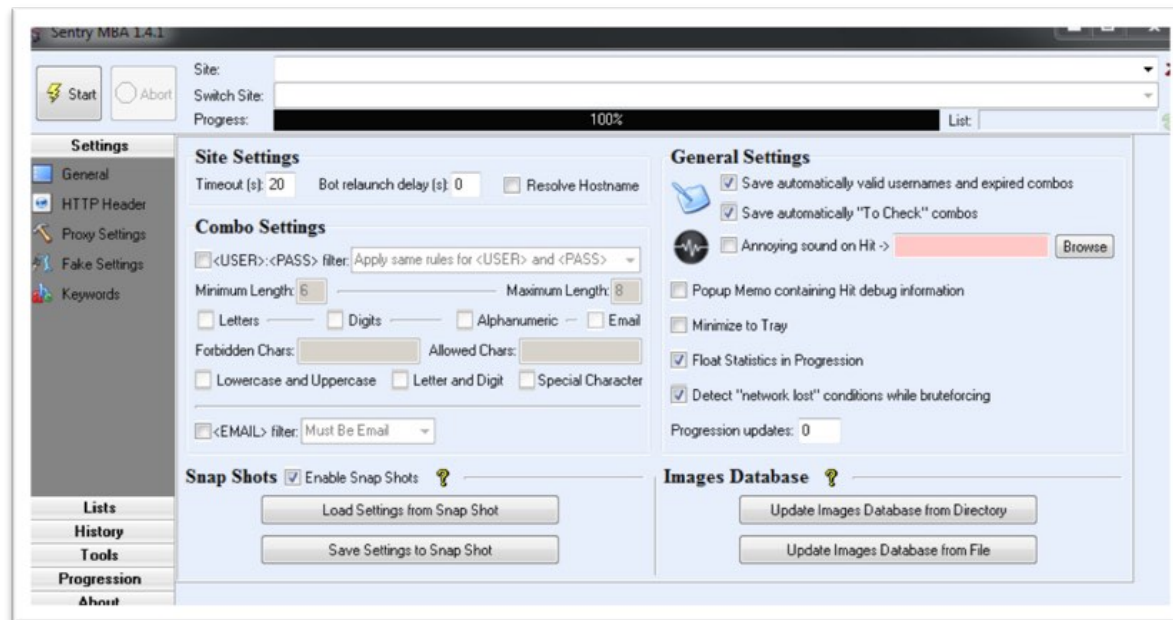 Sentry MBA 1.4.1
Start
Abort
Site:
Switch Site:
Progress: 100% List:
Settings
General
HTTP Header
Proxy Settings
Fake Settings
Keywords
Lists
History
Tools
Progression
About
Site Settings
Timeout (s): 20 Bot relaunch delay (s): 0 Resolve Hostname
Combo Settings
<USER>:<PASS> filter: Apply same rules for <USER> and <PASS>
Minimum Length: 6 Maximum Length: 8
Letters Digits Alphanumeric Email
Forbidden Chars: Allowed Chars:
Lowercase and Uppercase Letter and Digit Special Character
<EMAIL> filter: Must Be Email
Snap Shots Enable Snap Shots ?
Load Settings from Snap Shot
Save Settings to Snap Shot
General Settings
Save automatically valid usernames and expired combos
Save automatically "To Check" combos
Annoying sound on Hit -> Browse
Popup Memo containing Hit debug information
Minimize to Tray
Float Statistics in Progression
Detect "network lost" conditions while bruteforcing
Progression updates: 0
Images Database ?
Update Images Database from Directory
Update Images Database from File